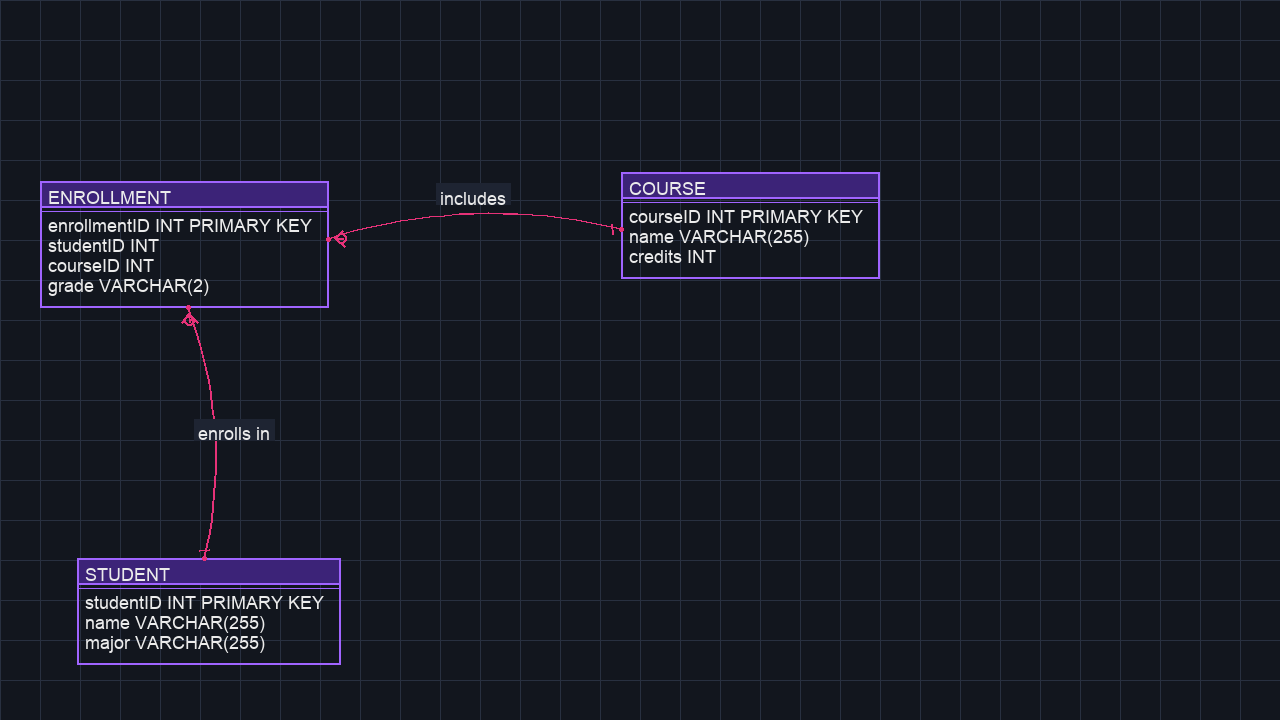 ENROLLMENT
enrollmentID INT PRIMARY KEY
studentID INT
courseID INT
grade VARCHAR(2)
includes
COURSE
courseID INT PRIMARY KEY
name VARCHAR(255)
credits INT
enrolls in
STUDENT
studentID INT PRIMARY KEY
name VARCHAR(255)
major VARCHAR(255)